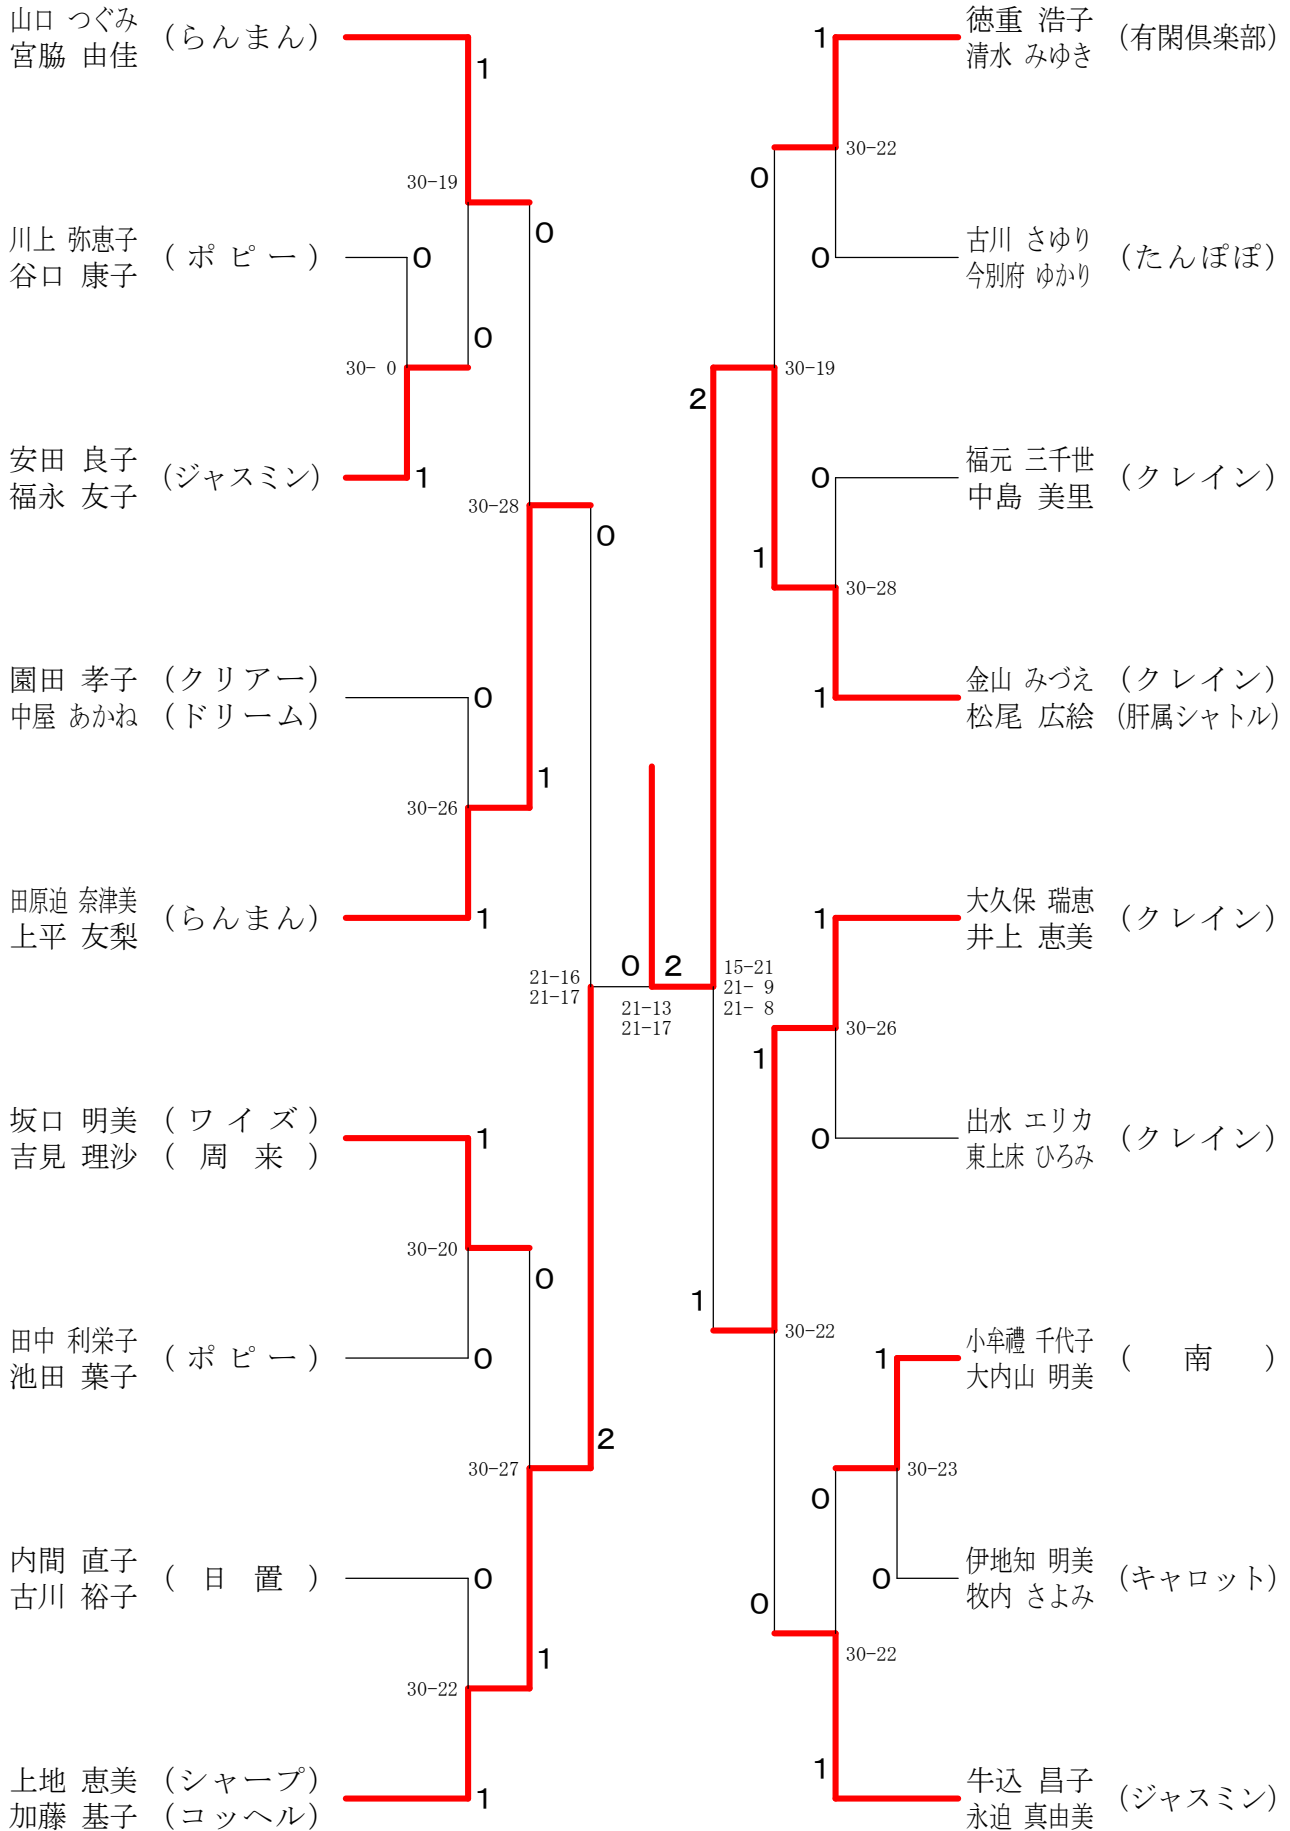 山口 つぐみ
宮脇 由佳
(らんまん)
1
30-19
0
川上 弥恵子
谷口 康子
(ポピー)
0
0
30- 0
安田 良子
福永 友子
(ジャスミン)
1
30-28
0
園田 孝子 (クリアー)
中屋 あかね (ドリーム)
0
1
30-26
田原迫 奈津美
上平 友梨
(らんまん)
1
21-16
21-17
坂口 明美 (ワイズ)
吉見 理沙 (周来)
1
30-20
0
田中 利栄子
池田 葉子
(ポピー)
0
2
30-27
内間 直子
古川 裕子
(日置)
0
1
30-22
上地 恵美 (シャープ)
加藤 基子 (コッヘル)
1
0 2
21-13
21-17
徳重 浩子
清水 みゆき
(有閑倶楽部)
1
30-22
0
古川 さゆり
今別府 ゆかり
(たんぽぽ)
0
30-19
2
福元 三千世
中島 美里
(クレイン)
0
1
30-28
金山 みづえ (クレイン)
松尾 広絵 (肝属シャトル)
1
15-21
21- 9
21- 8
大久保 瑞恵
井上 恵美
(クレイン)
1
30-26
1
出水 エリカ
東上床 ひろみ
(クレイン)
0
1
30-22
小牟禮 千代子
大内山 明美
(南)
1
30-23
0
伊地知 明美
牧内 さよみ
(キャロット)
0
0
30-22
牛込 昌子
永迫 真由美
(ジャスミン)
1